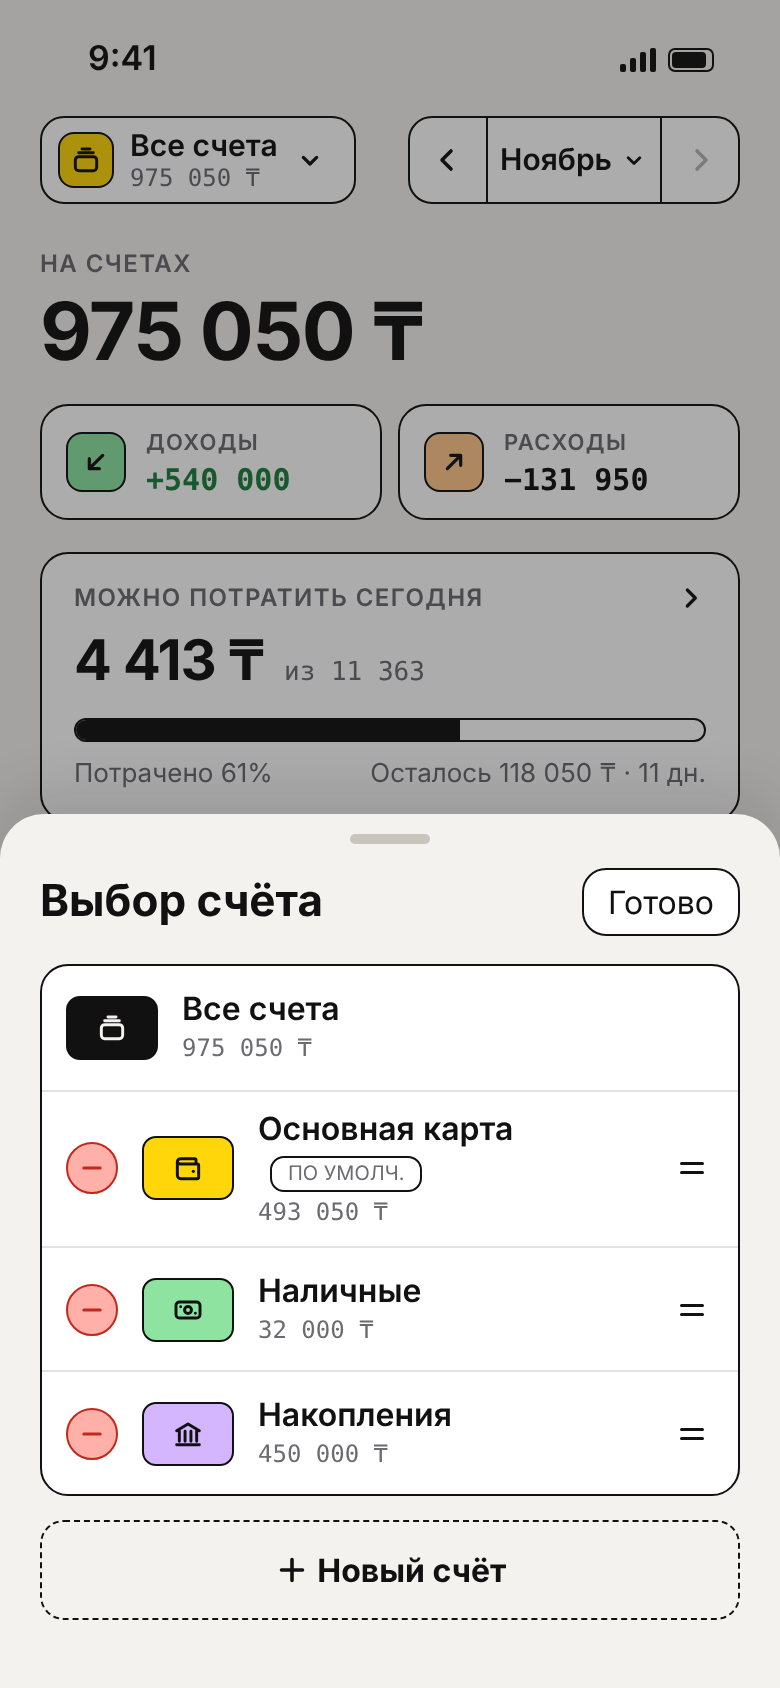 9:41
Все счета
975 050 ₸
Ноябрь
НА СЧЕТАХ
975 050 ₸
ДОХОДЫ
+540 000
РАСХОДЫ
−131 950
МОЖНО ПОТРАТИТЬ СЕГОДНЯ
4 413 ₸ из 11 363
Потрачено 61%
Осталось 118 050 ₸ · 11 дн.
Выбор счёта
Готово
Все счета
975 050 ₸
Основная карта
ПО УМОЛЧ.
493 050 ₸
Наличные
32 000 ₸
Накопления
450 000 ₸
+ Новый счёт